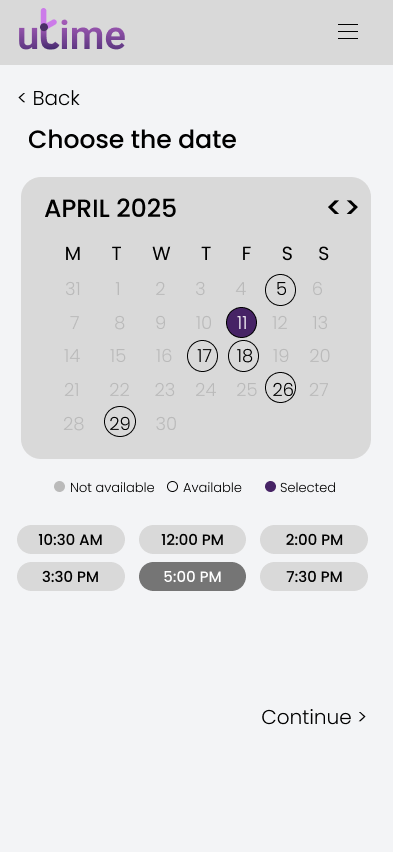 utime
< Back
Choose the date
APRIL 2025 < >
M T W T F S S
31 1 2 3 4 5 6
7 8 9 10 11 12 13
14 15 16 17 18 19 20
21 22 23 24 25 26 27
28 29 30
Not available Available Selected
10:30 AM 12:00 PM 2:00 PM
3:30 PM 5:00 PM 7:30 PM
Continue >